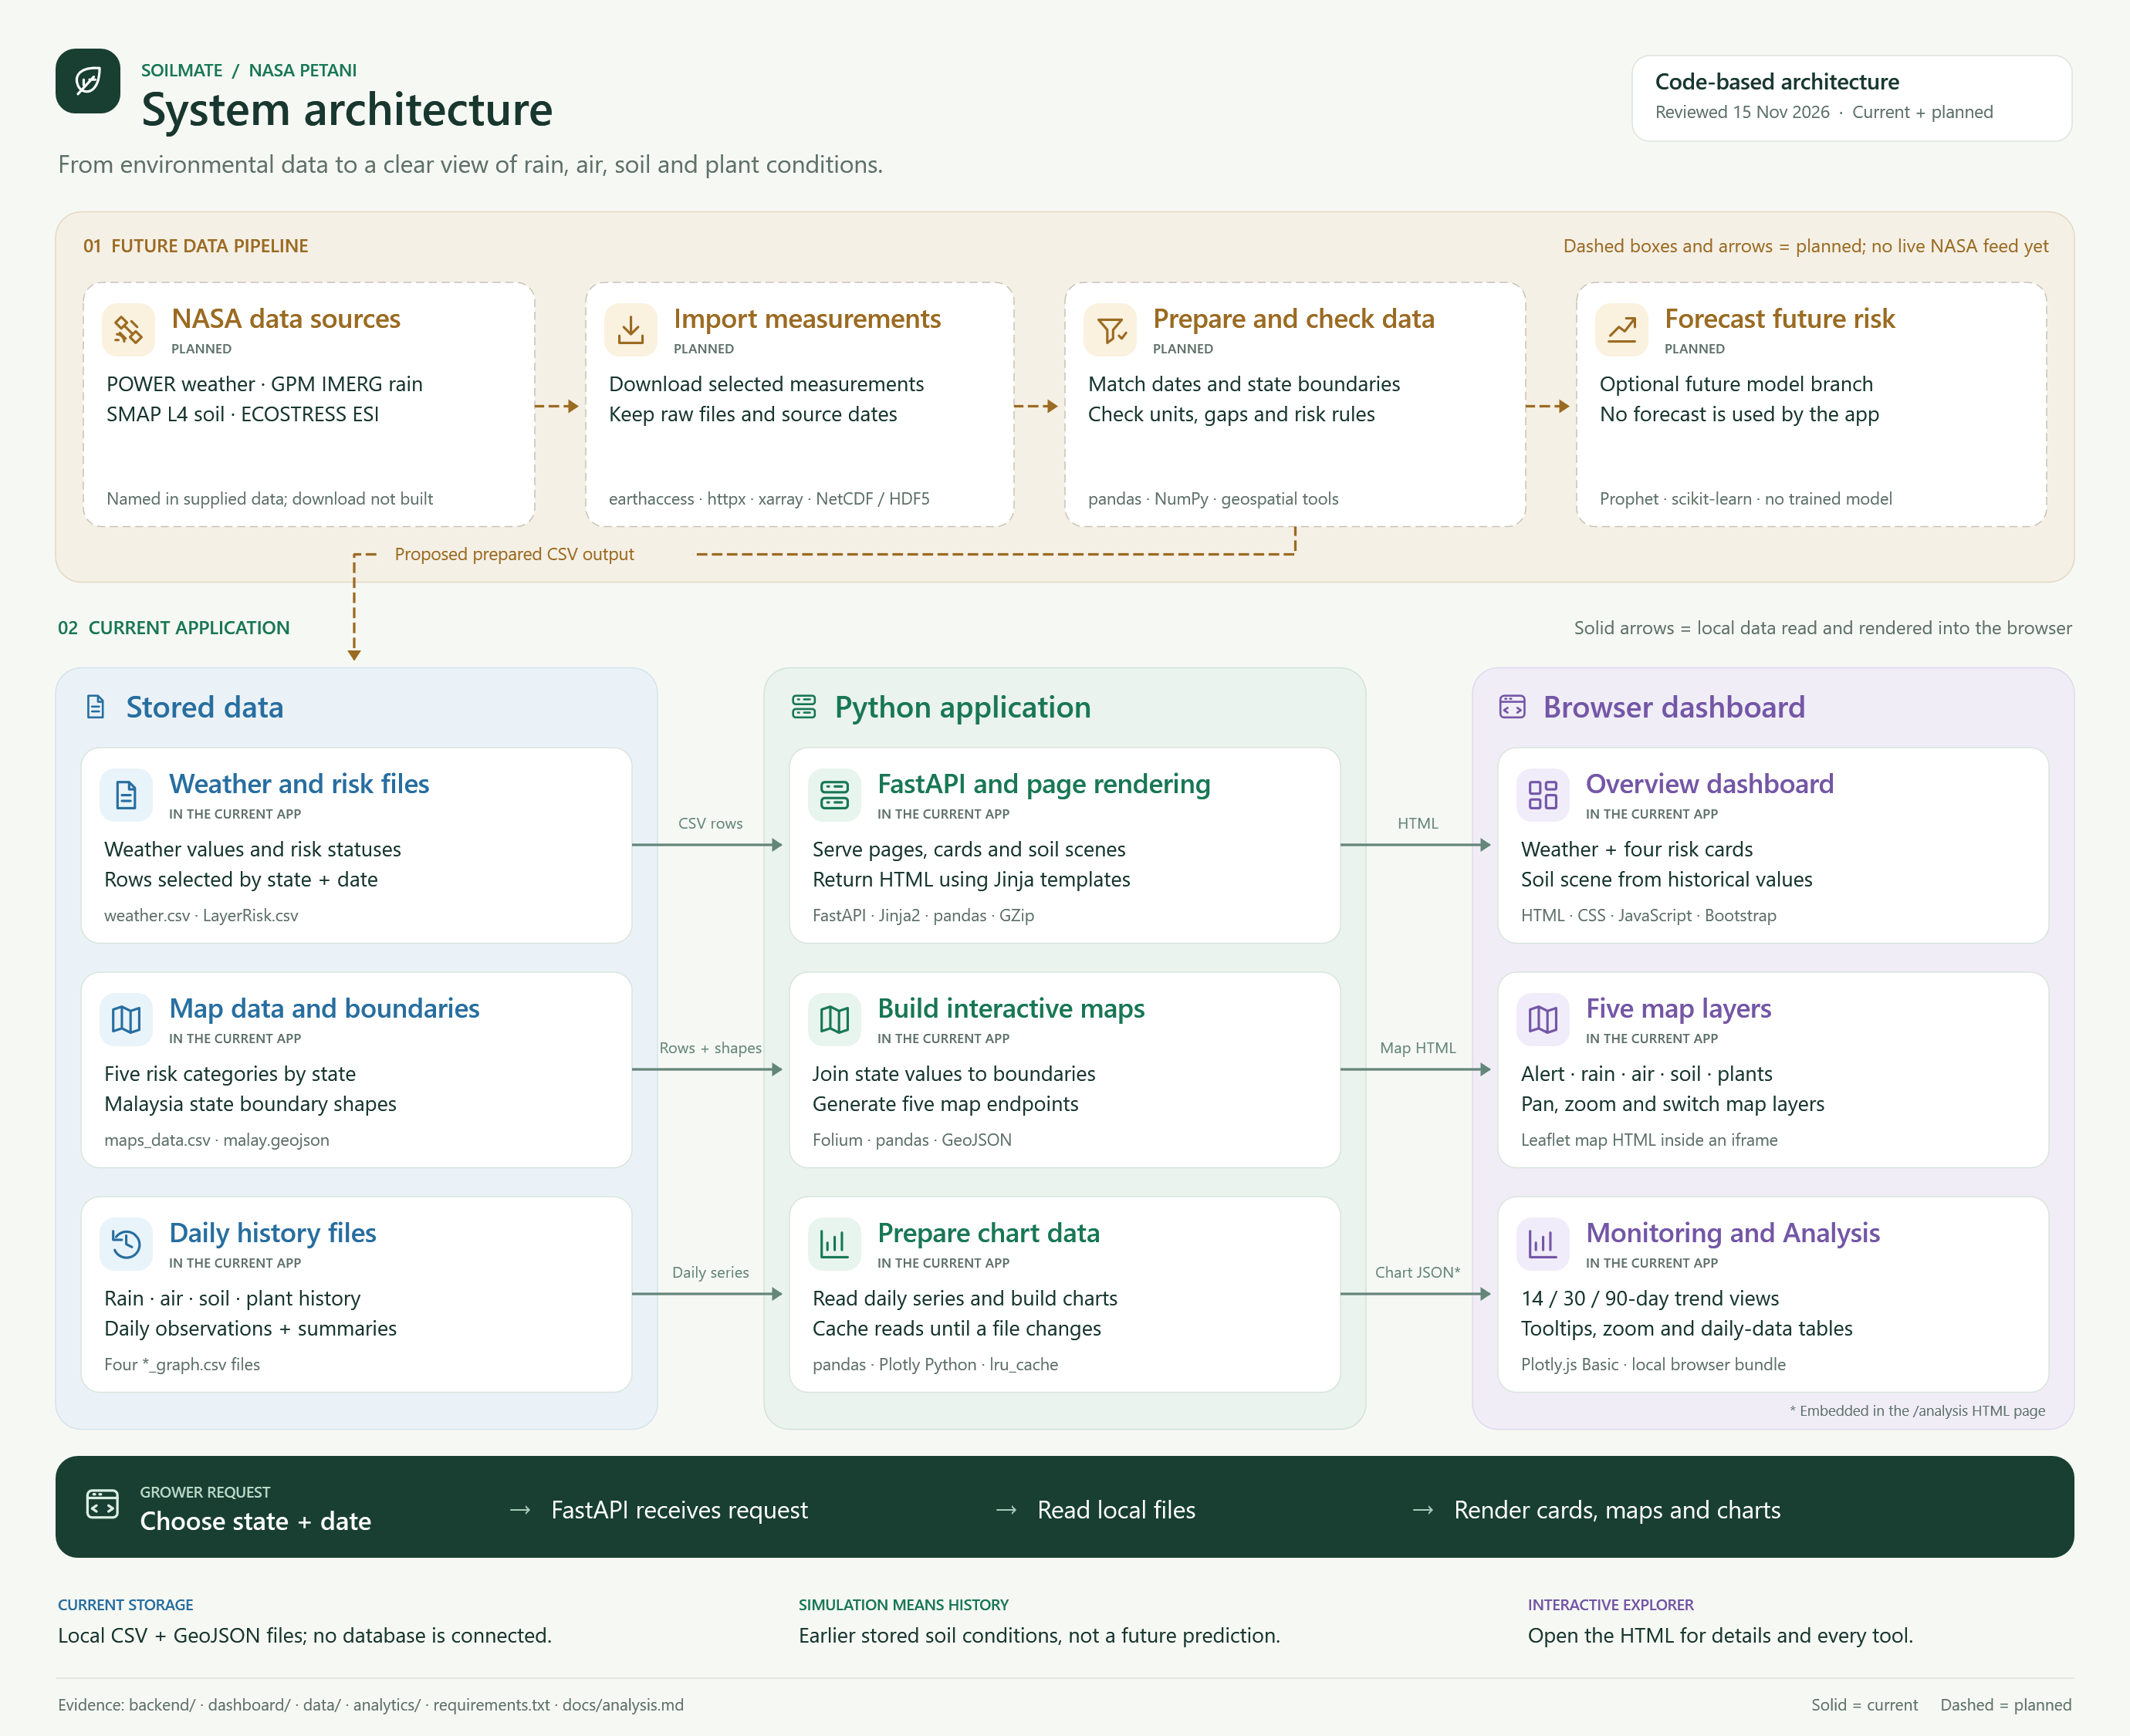 SOILMATE / NASA PETANI
System architecture
From environmental data to a clear view of rain, air, soil and plant conditions.
Code-based architecture
Reviewed 15 Nov 2026 · Current + planned
01 FUTURE DATA PIPELINE
Dashed boxes and arrows = planned; no live NASA feed yet
NASA data sources
PLANNED
POWER weather · GPM IMERG rain
SMAP L4 soil · ECOSTRESS ESI
Named in supplied data; download not built
Import measurements
PLANNED
Download selected measurements
Keep raw files and source dates
earthaccess · httpx · xarray · NetCDF / HDF5
Prepare and check data
PLANNED
Match dates and state boundaries
Check units, gaps and risk rules
pandas · NumPy · geospatial tools
Forecast future risk
PLANNED
Optional future model branch
No forecast is used by the app
Prophet · scikit-learn · no trained model
Proposed prepared CSV output
02 CURRENT APPLICATION
Solid arrows = local data read and rendered into the browser
Stored data
Weather and risk files
IN THE CURRENT APP
Weather values and risk statuses
Rows selected by state + date
weather.csv · LayerRisk.csv
Map data and boundaries
IN THE CURRENT APP
Five risk categories by state
Malaysia state boundary shapes
maps_data.csv · malay.geojson
Daily history files
IN THE CURRENT APP
Rain · air · soil · plant history
Daily observations + summaries
Four *_graph.csv files
CSV rows
Rows + shapes
Daily series
Python application
FastAPI and page rendering
IN THE CURRENT APP
Serve pages, cards and soil scenes
Return HTML using Jinja templates
FastAPI · Jinja2 · pandas · GZip
Build interactive maps
IN THE CURRENT APP
Join state values to boundaries
Generate five map endpoints
Folium · pandas · GeoJSON
Prepare chart data
IN THE CURRENT APP
Read daily series and build charts
Cache reads until a file changes
pandas · Plotly Python · lru_cache
HTML
Map HTML
Chart JSON*
Browser dashboard
Overview dashboard
IN THE CURRENT APP
Weather + four risk cards
Soil scene from historical values
HTML · CSS · JavaScript · Bootstrap
Five map layers
IN THE CURRENT APP
Alert · rain · air · soil · plants
Pan, zoom and switch map layers
Leaflet map HTML inside an iframe
Monitoring and Analysis
IN THE CURRENT APP
14 / 30 / 90-day trend views
Tooltips, zoom and daily-data tables
Plotly.js Basic · local browser bundle
* Embedded in the /analysis HTML page
GROWER REQUEST
Choose state + date
→ FastAPI receives request
→ Read local files
→ Render cards, maps and charts
CURRENT STORAGE
Local CSV + GeoJSON files; no database is connected.
SIMULATION MEANS HISTORY
Earlier stored soil conditions, not a future prediction.
INTERACTIVE EXPLORER
Open the HTML for details and every tool.
Evidence: backend/ · dashboard/ · data/ · analytics/ · requirements.txt · docs/analysis.md
Solid = current Dashed = planned